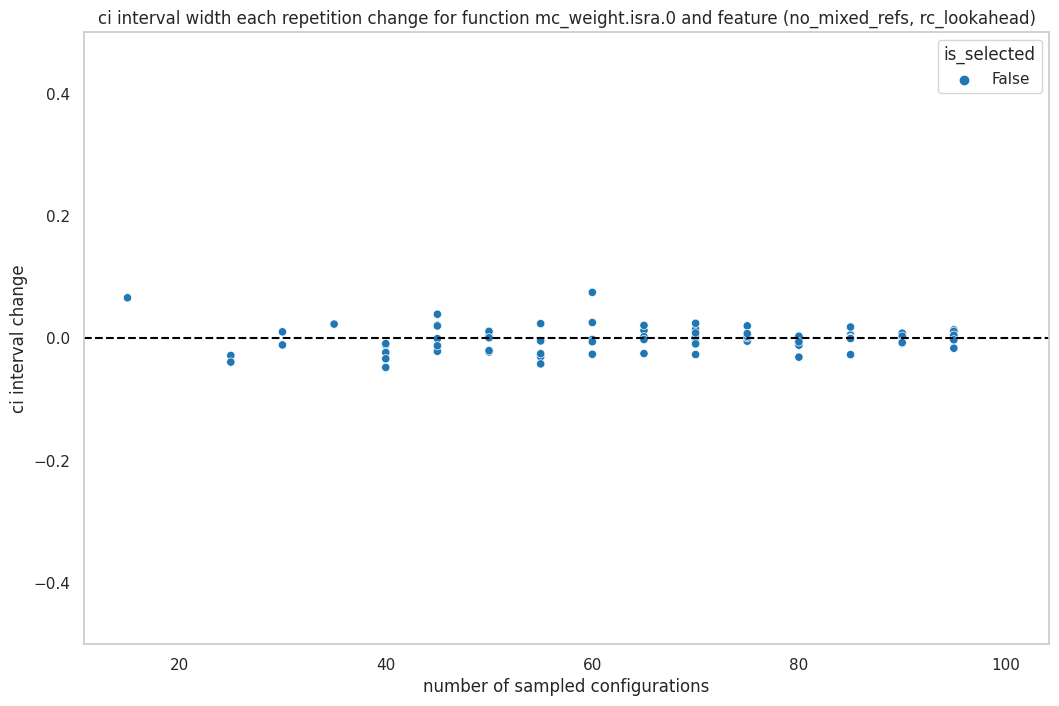 ci interval width each repetition change for function mc_weight.isra.0 and feature (no_mixed_refs, rc_lookahead)
is_selected
False
ci interval change
0.4
0.2
0.0
−0.2
−0.4
20 40 60 80 100
number of sampled configurations